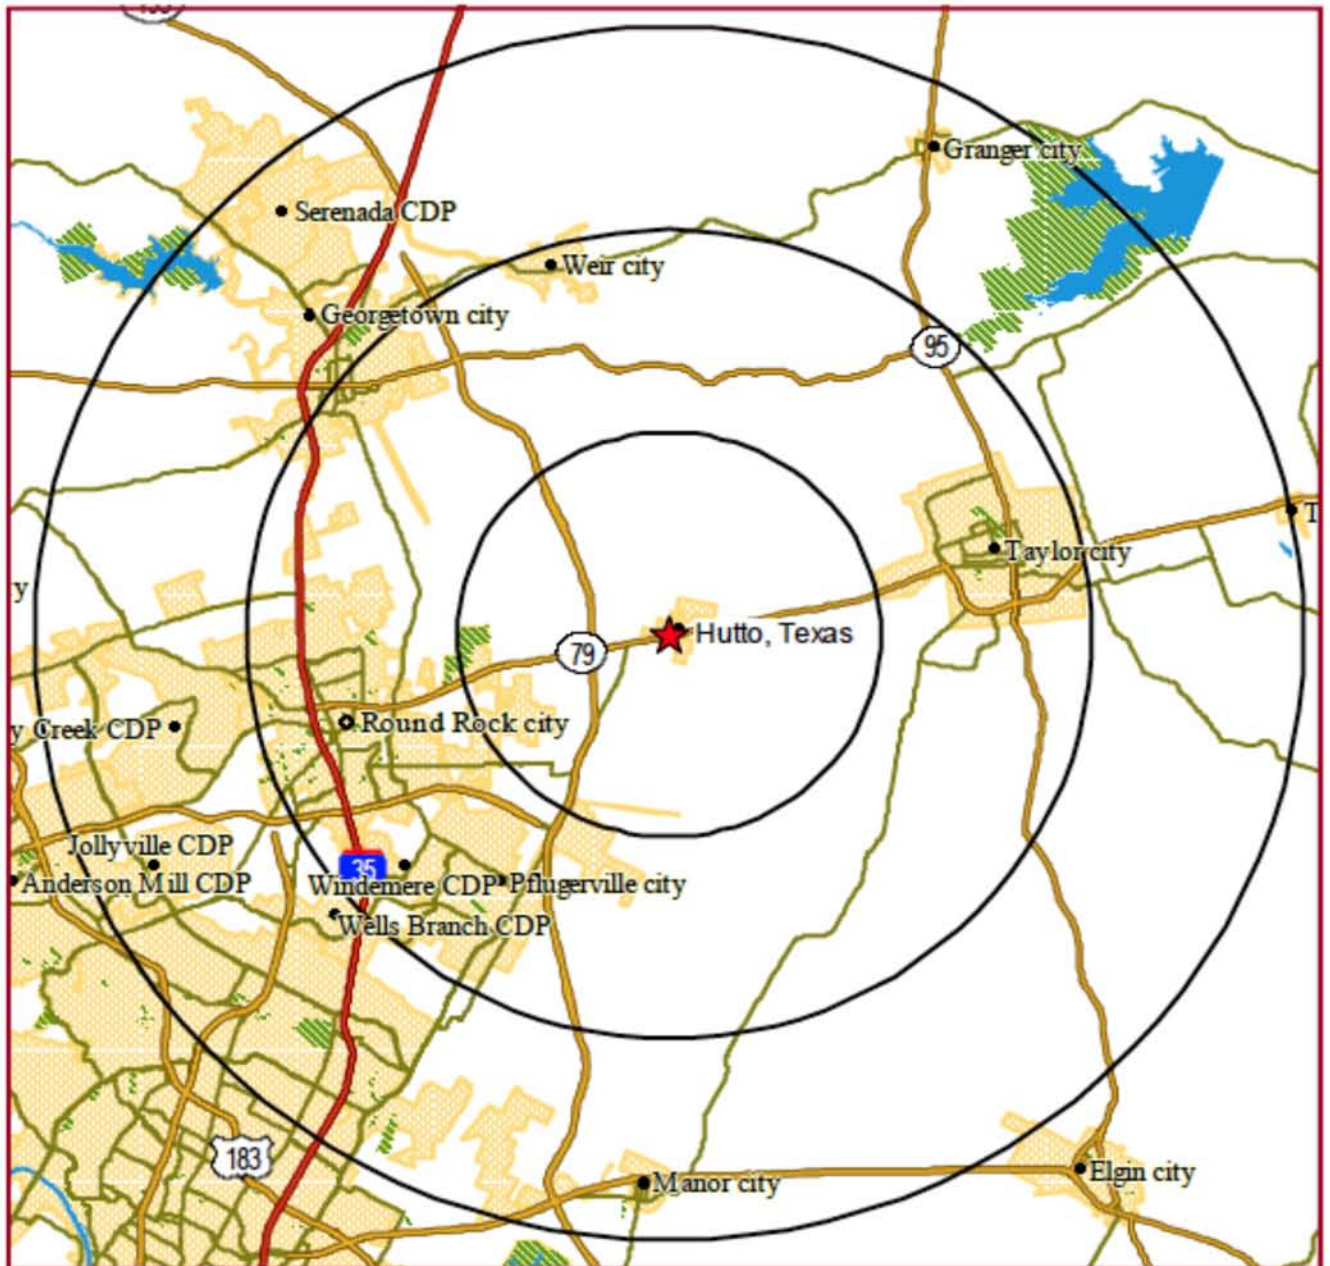 Granger city
Serenada CDP
Weir city
Georgetown city
95
T
Taylor city
y
Hutto, Texas
79
Round Rock city
y Creek CDP
Jollyville CDP
35
Anderson Mill CDP
Windemere CDP
Pflugerville city
Wells Branch CDP
183
Manor city
Elgin city